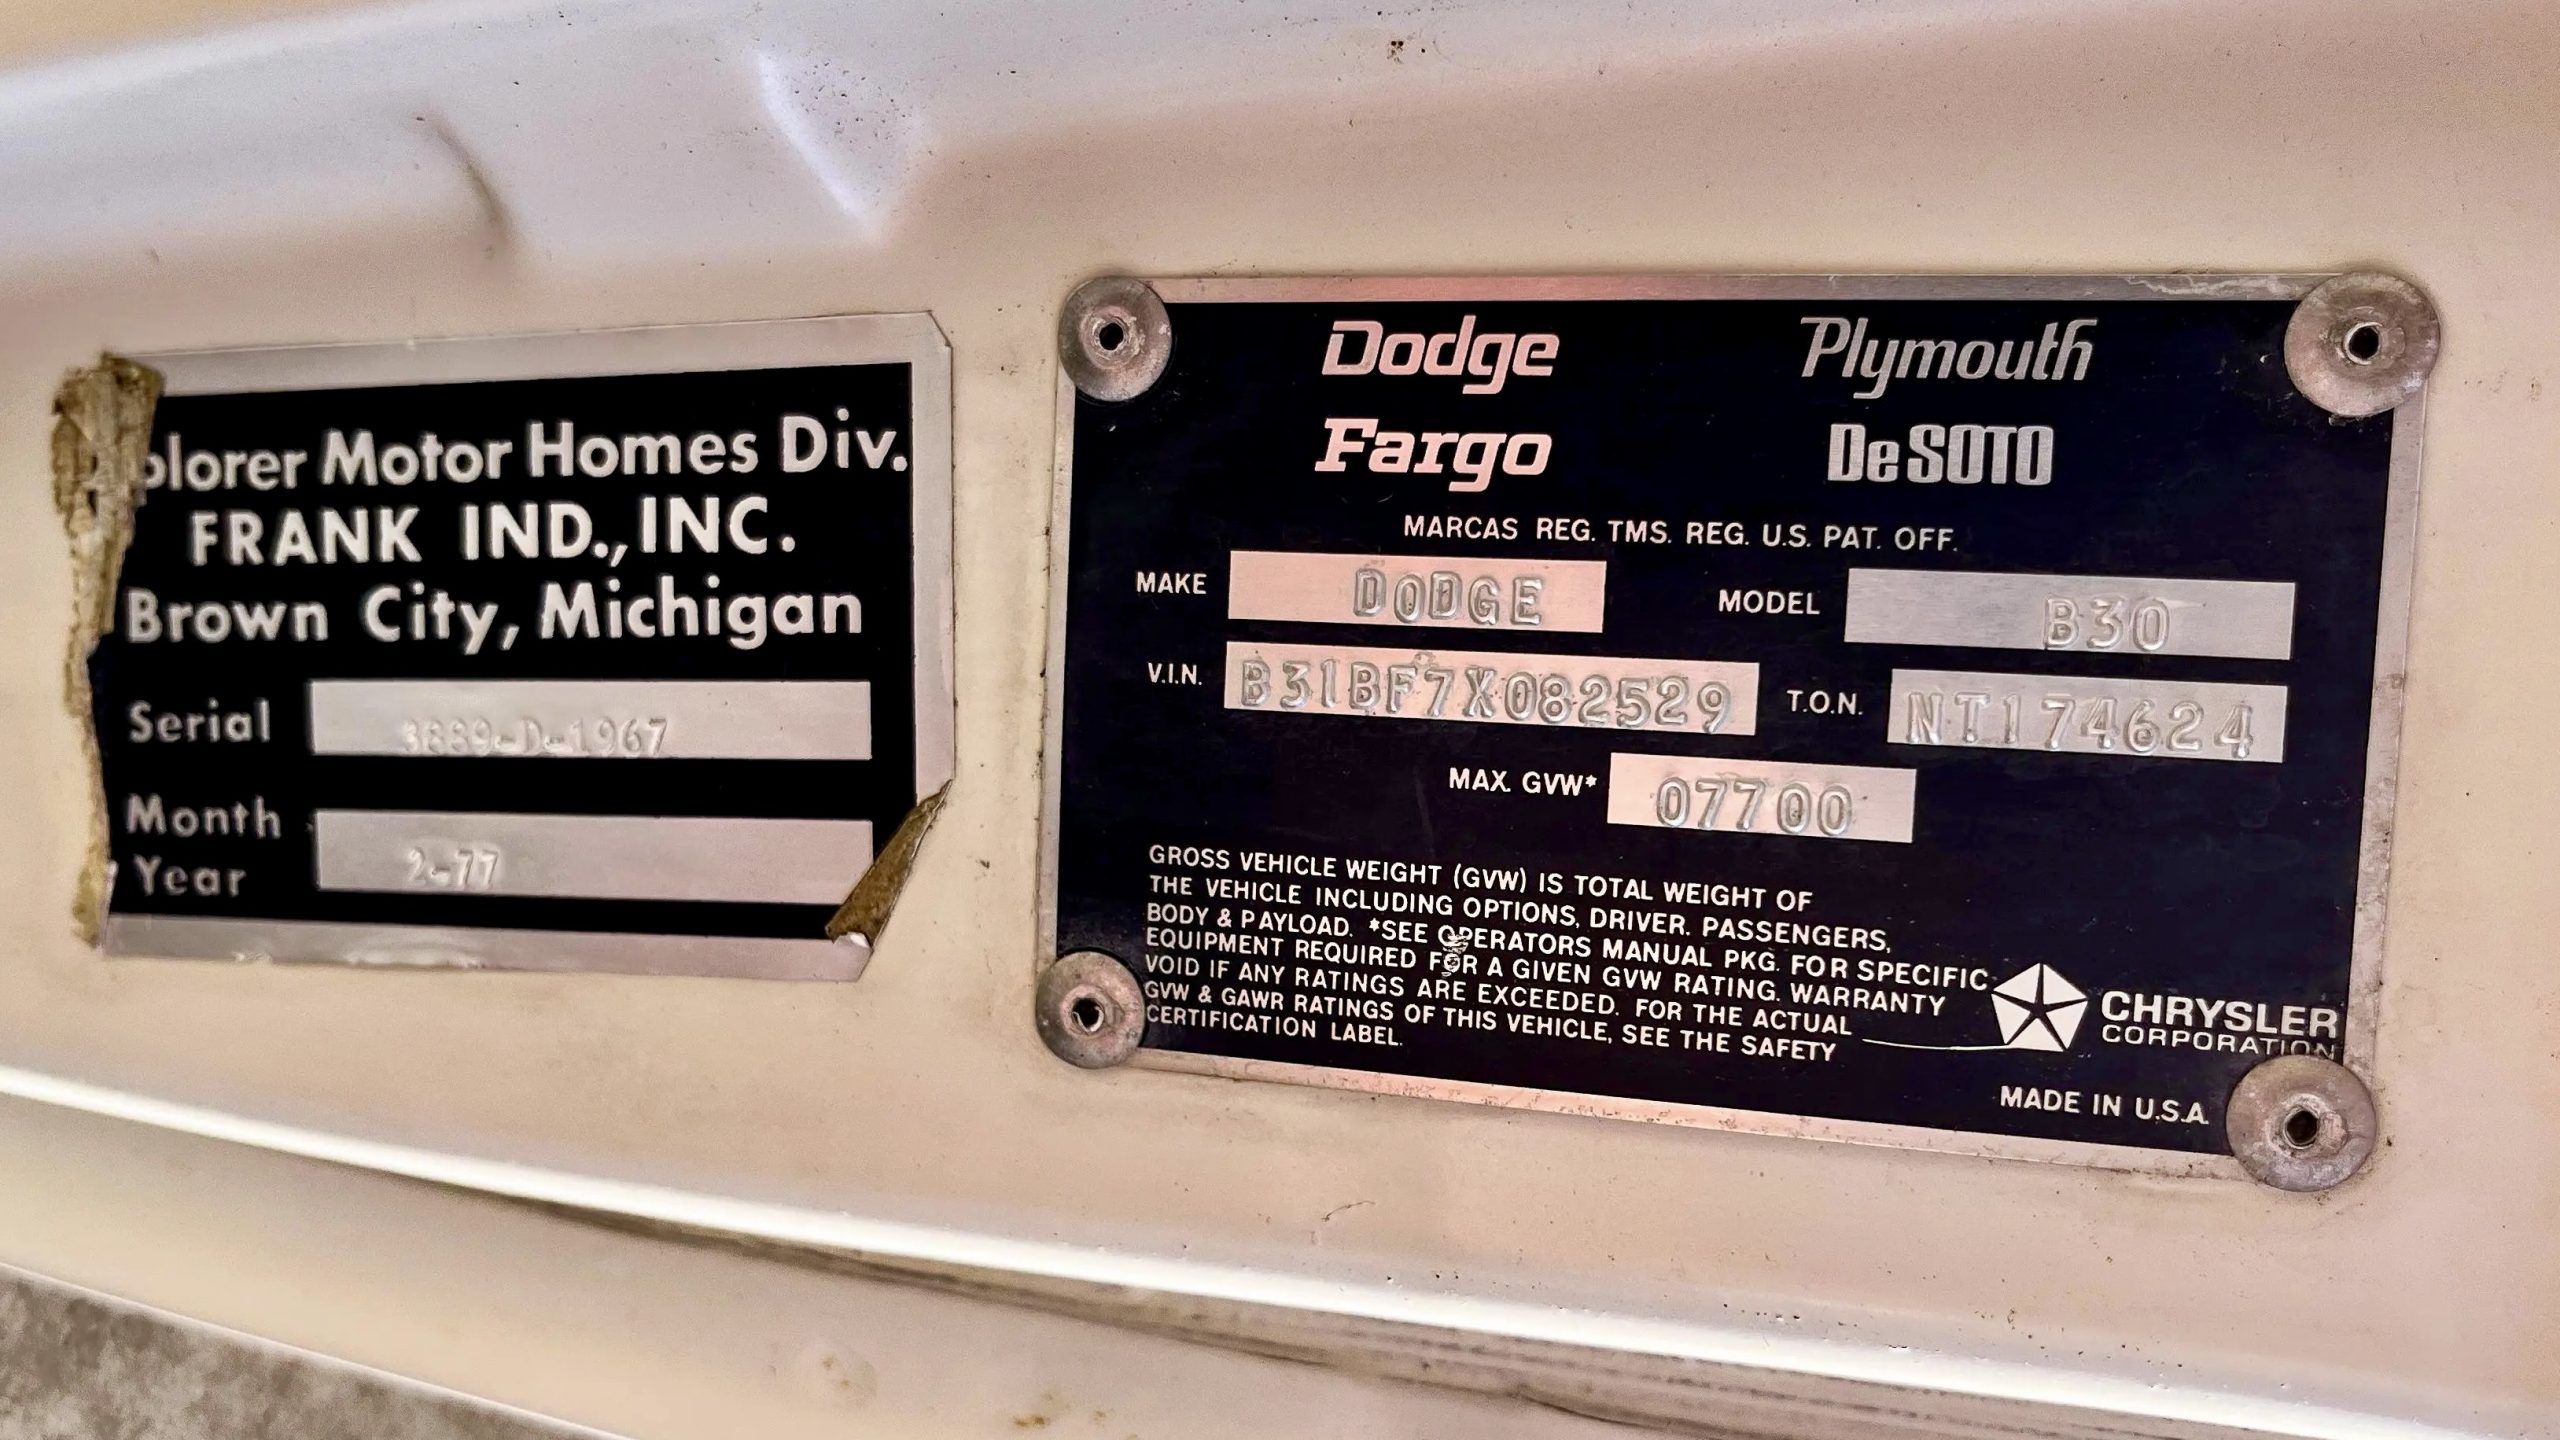 plorer Motor Homes Div.
FRANK IND., INC.
Brown City, Michigan
Serial 3889-D-1967
Month
Year 2-77
Dodge Plymouth
Fargo DeSOTO
MARCAS REG. TMS. REG. U.S. PAT. OFF.
MAKE DODGE MODEL B30
V.I.N. B31BF7X082529 T.O.N. NT174624
MAX. GVW* 07700
GROSS VEHICLE WEIGHT (GVW) IS TOTAL WEIGHT OF
THE VEHICLE INCLUDING OPTIONS, DRIVER. PASSENGERS,
BODY & PAYLOAD. *SEE OPERATORS MANUAL PKG. FOR SPECIFIC
EQUIPMENT REQUIRED FOR A GIVEN GVW RATING. WARRANTY
VOID IF ANY RATINGS ARE EXCEEDED. FOR THE ACTUAL
GVW & GAWR RATINGS OF THIS VEHICLE, SEE THE SAFETY
CERTIFICATION LABEL.
CHRYSLER
CORPORATION
MADE IN U.S.A.